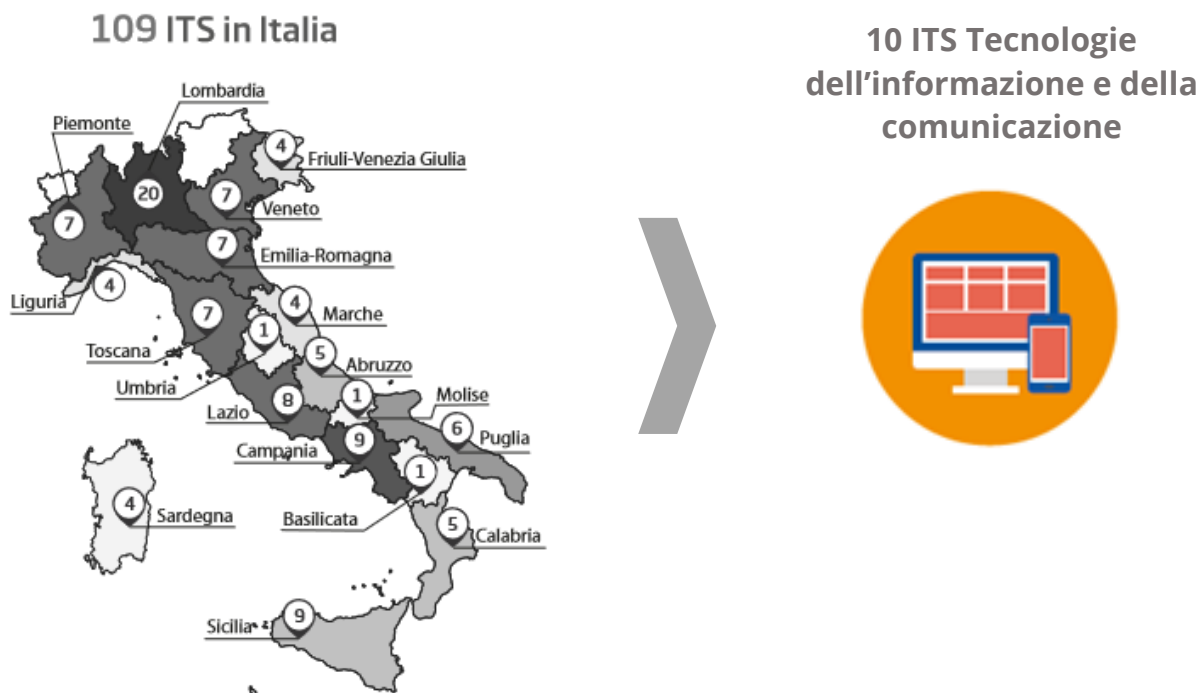 109 ITS in Italia
10 ITS Tecnologie
dell’informazione e della
comunicazione
Lombardia
Piemonte
4
Friuli-Venezia Giulia
20
7
Veneto
7
7
Emilia-Romagna
4
Liguria
4
Marche
7
1
Toscana
5
Abruzzo
Umbria
1
Molise
8
Lazio
6
Puglia
9
Campania
1
4
Sardegna
Basilicata
5
Calabria
9
Sicilia